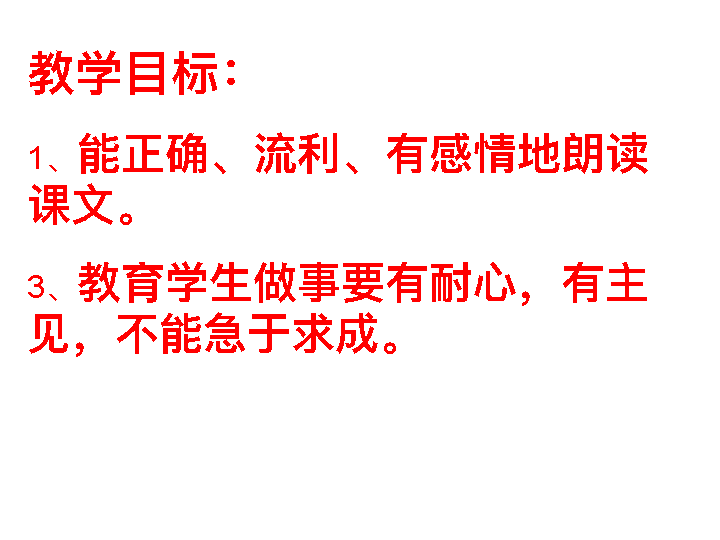 教学目标：
1、能正确、流利、有感情地朗读
课文。
3、教育学生做事要有耐心，有主
见，不能急于求成。